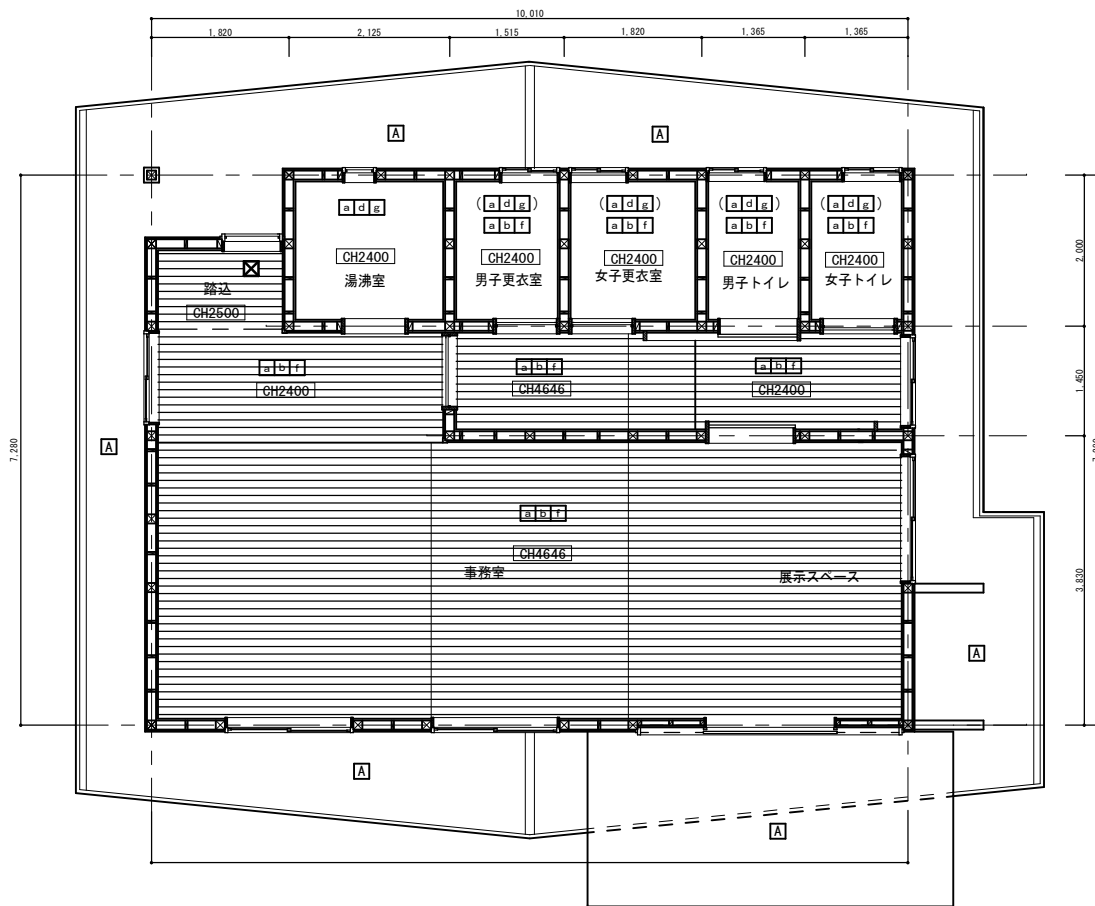 10,010
1,820 2,125 1,515 1,820 1,365 1,365
A A
a d g (a d g) (a d g) (a d g) (a d g)
a b f a b f a b f a b f
CH2400 CH2400 CH2400 CH2400 CH2400
湯沸室 男子更衣室 女子更衣室 男子トイレ 女子トイレ
踏込
CH2500
2,000
a b f a b f a b f
CH2400 CH4646 CH2400
1,450
A
7,280
a b f
CH4646
事務室 展示スペース
3,830
A
A
A